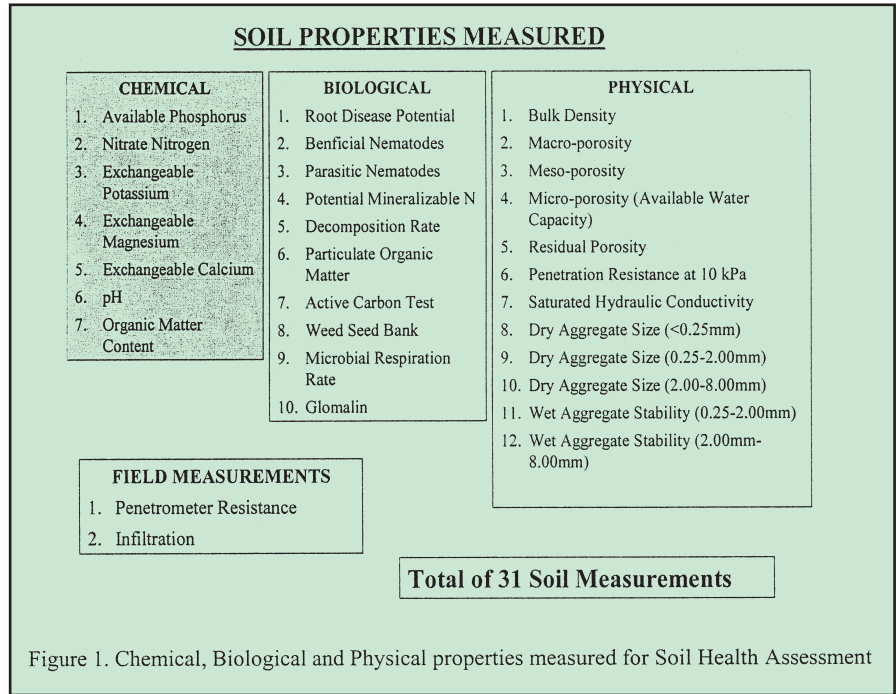 SOIL PROPERTIES MEASURED
CHEMICAL
1. Available Phosphorus
2. Nitrate Nitrogen
3. Exchangeable
Potassium
4. Exchangeable
Magnesium
5. Exchangeable Calcium
6. pH
7. Organic Matter
Content
BIOLOGICAL
1. Root Disease Potential
2. Benficial Nematodes
3. Parasitic Nematodes
4. Potential Mineralizable N
5. Decomposition Rate
6. Particulate Organic
Matter
7. Active Carbon Test
8. Weed Seed Bank
9. Microbial Respiration
Rate
10. Glomalin
PHYSICAL
1. Bulk Density
2. Macro-porosity
3. Meso-porosity
4. Micro-porosity (Available Water
Capacity)
5. Residual Porosity
6. Penetration Resistance at 10 kPa
7. Saturated Hydraulic Conductivity
8. Dry Aggregate Size (<0.25mm)
9. Dry Aggregate Size (0.25-2.00mm)
10. Dry Aggregate Size (2.00-8.00mm)
11. Wet Aggregate Stability (0.25-2.00mm)
12. Wet Aggregate Stability (2.00mm-
8.00mm)
FIELD MEASUREMENTS
1. Penetrometer Resistance
2. Infiltration
Total of 31 Soil Measurements
Figure 1. Chemical, Biological and Physical properties measured for Soil Health Assessment